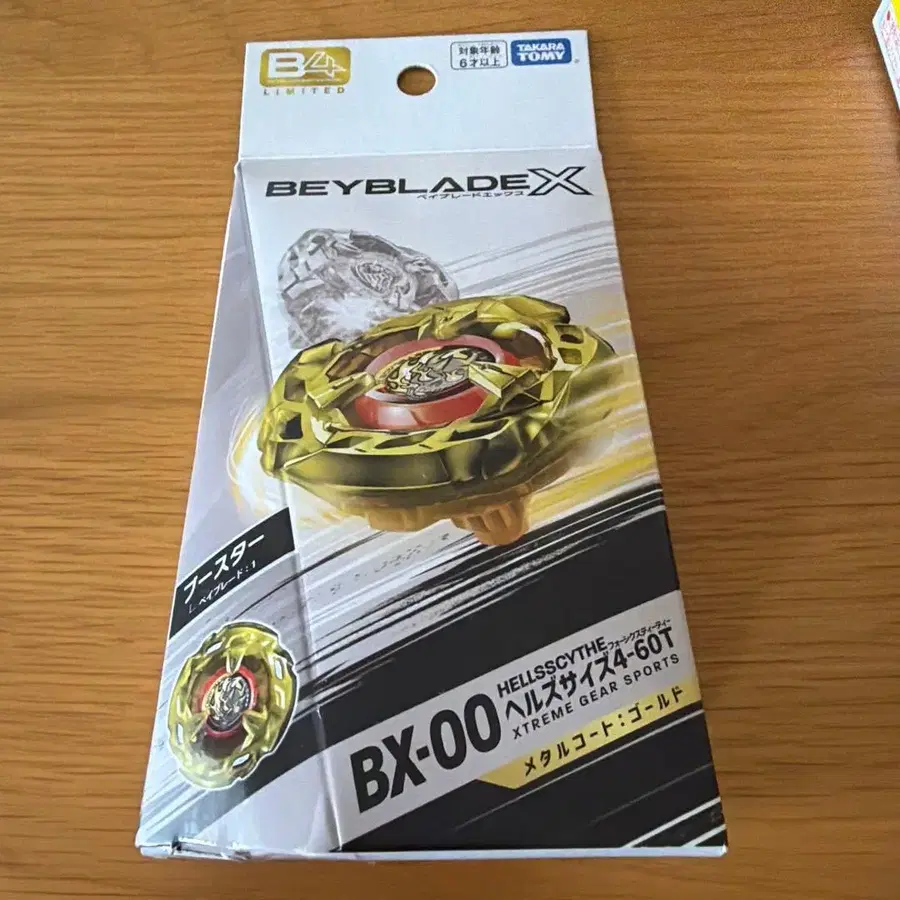 B4
LIMITED
対象年齢
6才以上
TAKARA
TOMY
BEYBLADE X
ベイブレードエックス
ブースター
ベイブレード:1
BX-00
HELLSSCYTHE
フォーシックスティーティー
ヘルズサイズ4-60T
XTREME GEAR SPORTS
メタルコート:ゴールド